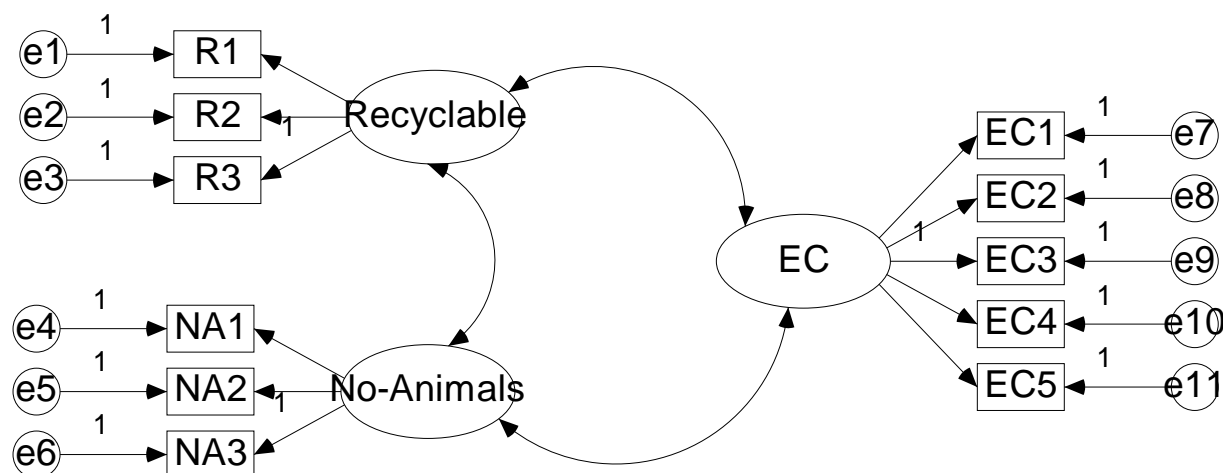 1
e1
R1
1
e2
R2
1
Recyclable
1
e3
R3
1
EC1
e7
1
EC2
e8
1
EC
1
EC3
e9
1
EC4
e10
1
EC5
e11
1
e4
NA1
1
e5
NA2
1
No-Animals
1
e6
NA3